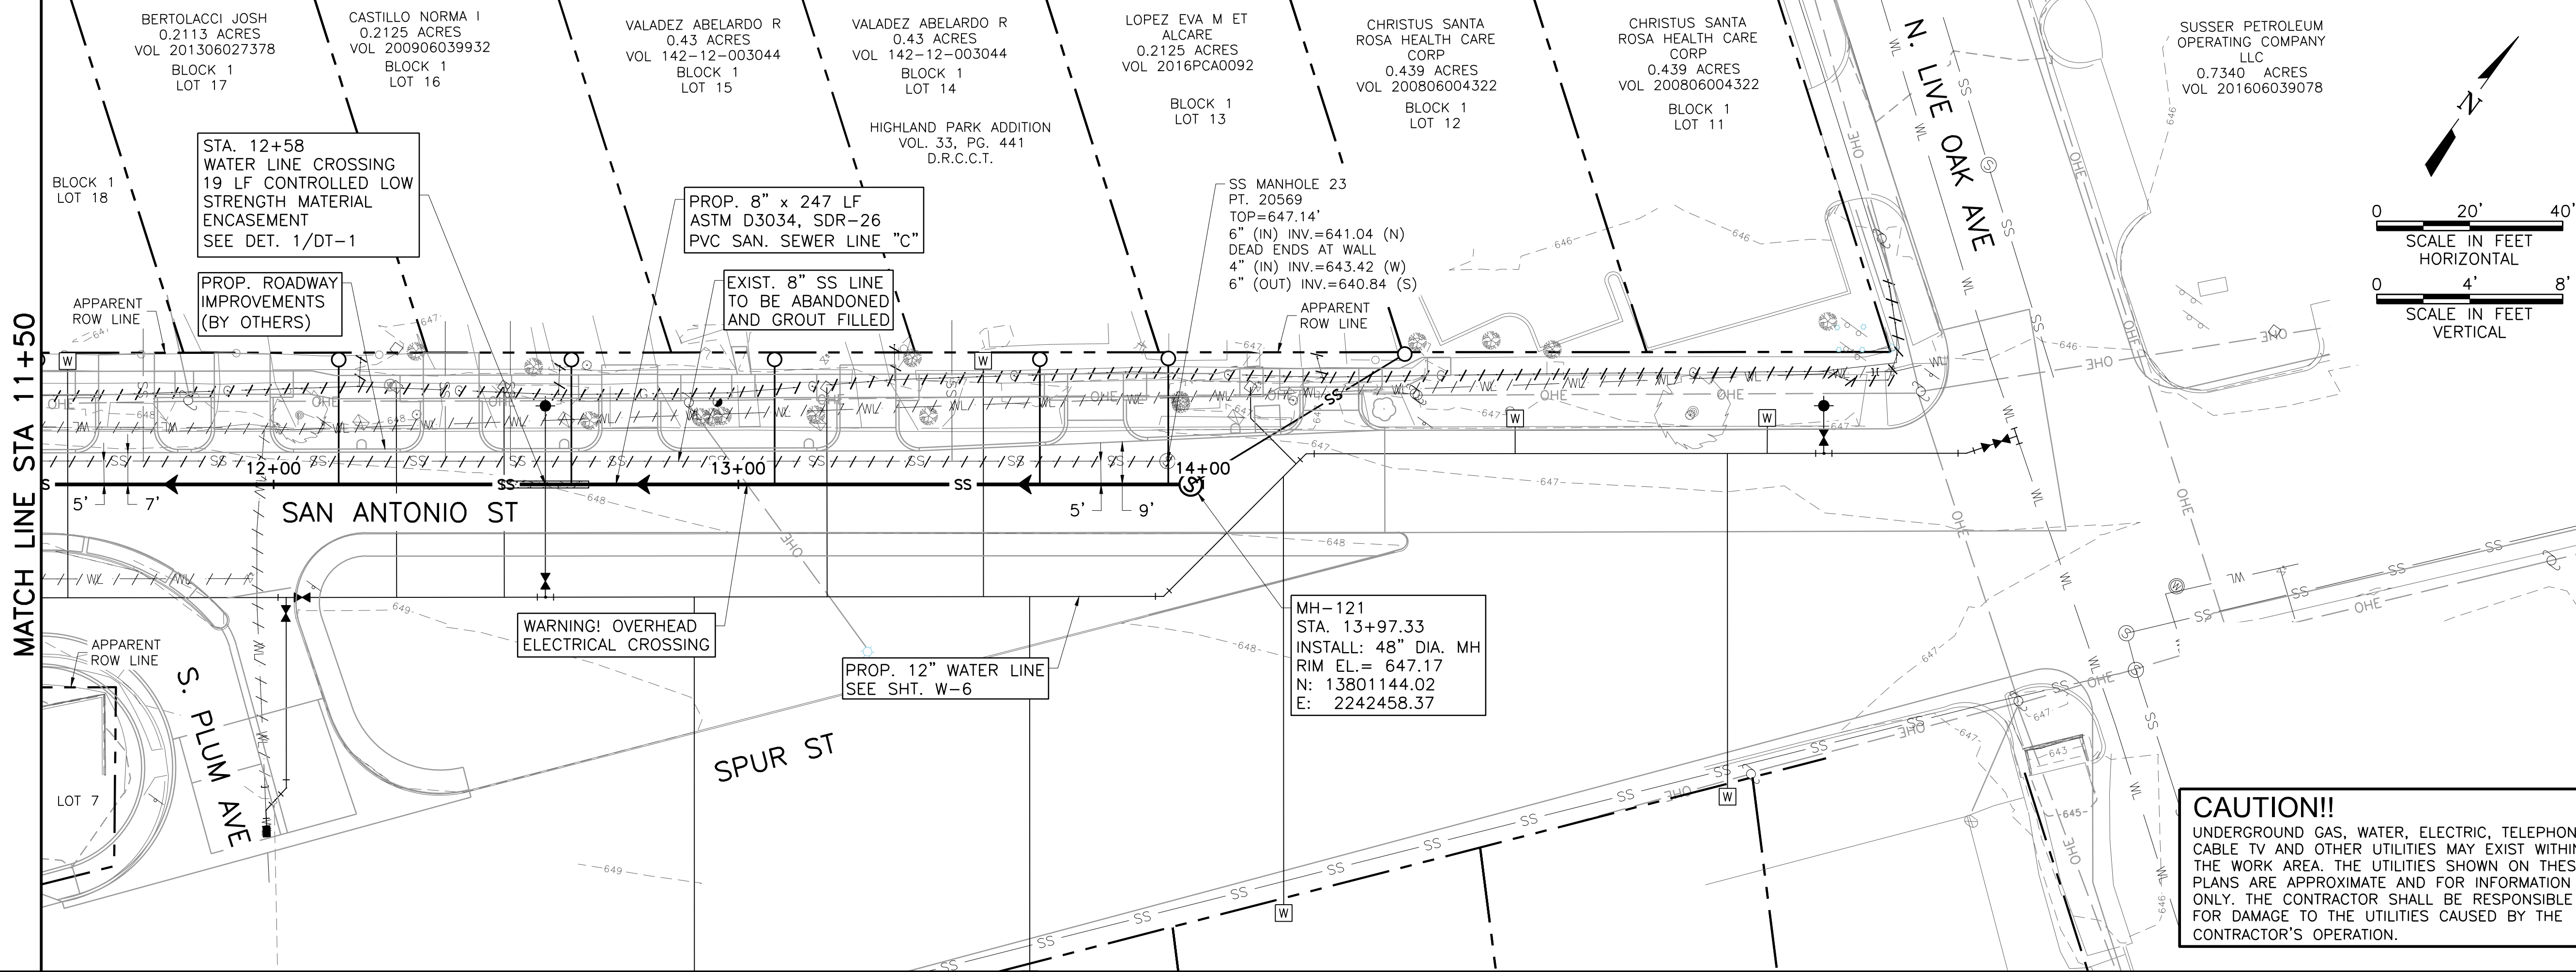 BERTOLACCI JOSH
0.2113 ACRES
VOL 201306027378
BLOCK 1
LOT 17
CASTILLO NORMA I
0.2125 ACRES
VOL 200906039932
BLOCK 1
LOT 16
VALADEZ ABELARDO R
0.43 ACRES
VOL 142-12-003044
BLOCK 1
LOT 15
VALADEZ ABELARDO R
0.43 ACRES
VOL 142-12-003044
BLOCK 1
LOT 14
HIGHLAND PARK ADDITION
VOL. 33, PG. 441
D.R.C.C.T.
LOPEZ EVA M ET
ALCARE
0.2125 ACRES
VOL 2016PCA0092
BLOCK 1
LOT 13
CHRISTUS SANTA
ROSA HEALTH CARE
CORP
0.439 ACRES
VOL 200806004322
BLOCK 1
LOT 12
CHRISTUS SANTA
ROSA HEALTH CARE
CORP
0.439 ACRES
VOL 200806004322
BLOCK 1
LOT 11
N. LIVE OAK AVE
SUSSER PETROLEUM
OPERATING COMPANY
LLC
0.7340 ACRES
VOL 201606039078
N
0 20' 40'
SCALE IN FEET
HORIZONTAL
0 4' 8'
SCALE IN FEET
VERTICAL
BLOCK 1
LOT 18
STA. 12+58
WATER LINE CROSSING
19 LF CONTROLLED LOW
STRENGTH MATERIAL
ENCASEMENT
SEE DET. 1/DT-1
PROP. ROADWAY
IMPROVEMENTS
(BY OTHERS)
APPARENT
ROW LINE
PROP. 8" x 247 LF
ASTM D3034, SDR-26
PVC SAN. SEWER LINE "C"
EXIST. 8" SS LINE
TO BE ABANDONED
AND GROUT FILLED
SS MANHOLE 23
PT. 20569
TOP=647.14'
6" (IN) INV.=641.04 (N)
DEAD ENDS AT WALL
4" (IN) INV.=643.42 (W)
6" (OUT) INV.=640.84 (S)
APPARENT
ROW LINE
MATCH LINE STA 11+50
12+00
13+00
14+00
5'
7'
5'
9'
SAN ANTONIO ST
WARNING! OVERHEAD
ELECTRICAL CROSSING
PROP. 12" WATER LINE
SEE SHT. W-6
MH-121
STA. 13+97.33
INSTALL: 48" DIA. MH
RIM EL.= 647.17
N: 13801144.02
E: 2242458.37
APPARENT
ROW LINE
S. PLUM AVE
LOT 7
SPUR ST
CAUTION!!
UNDERGROUND GAS, WATER, ELECTRIC, TELEPHON
CABLE TV AND OTHER UTILITIES MAY EXIST WITHIN
THE WORK AREA. THE UTILITIES SHOWN ON THES
PLANS ARE APPROXIMATE AND FOR INFORMATION
ONLY. THE CONTRACTOR SHALL BE RESPONSIBLE
FOR DAMAGE TO THE UTILITIES CAUSED BY THE
CONTRACTOR'S OPERATION.